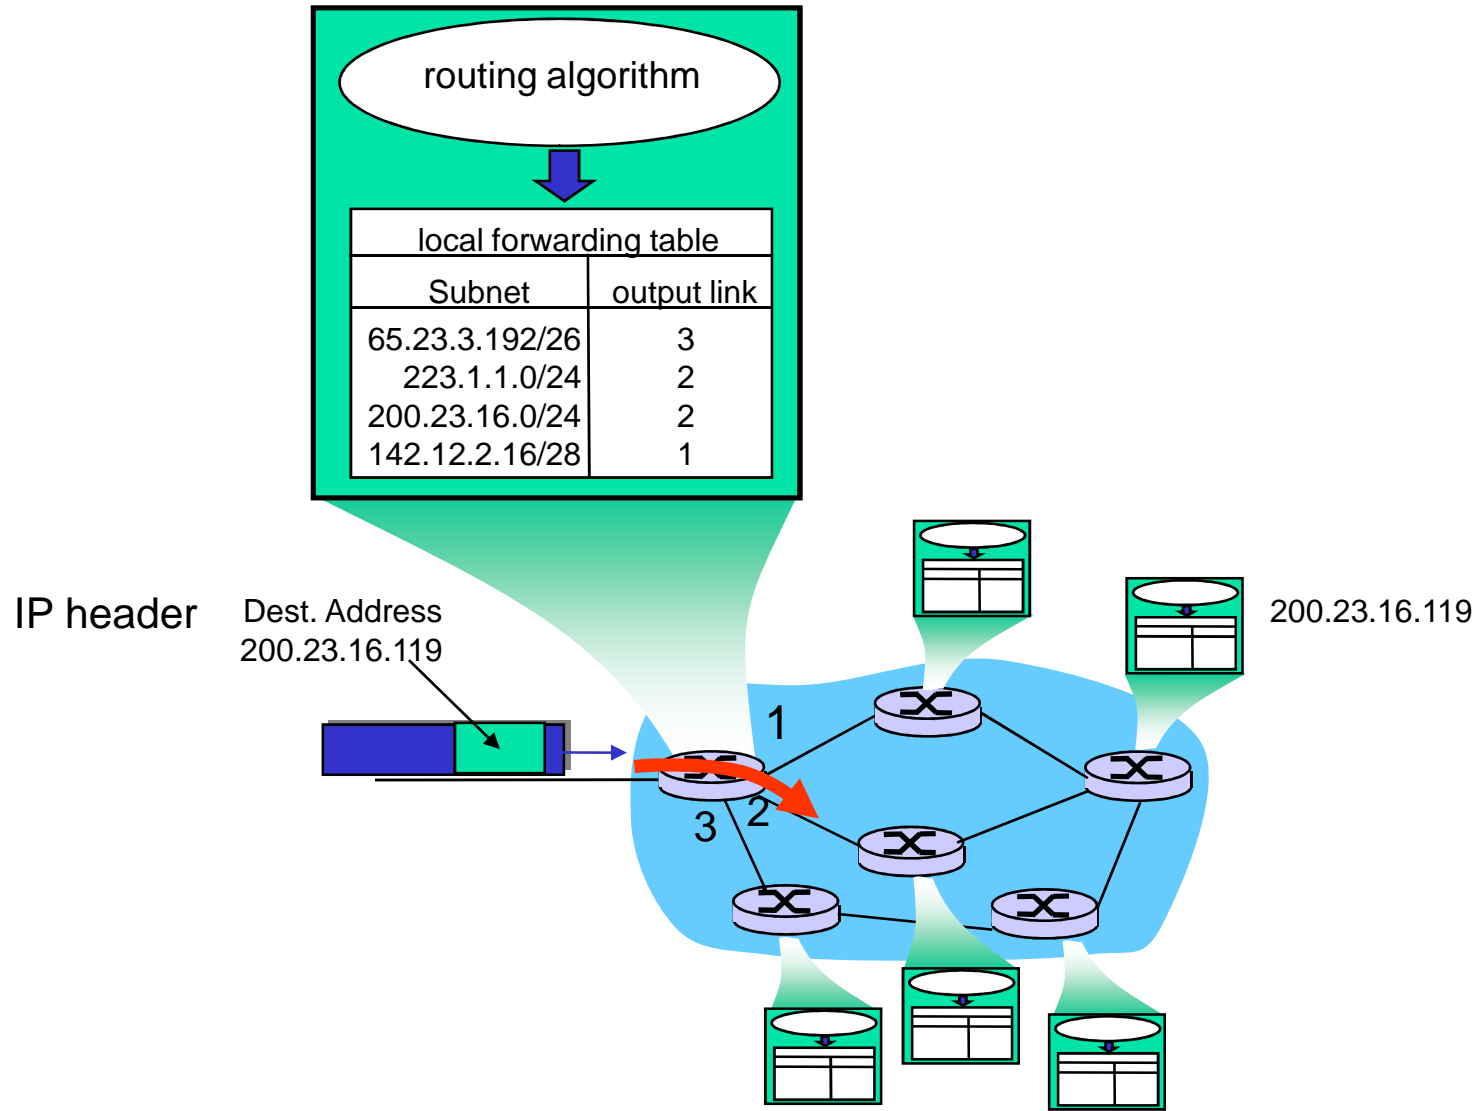 routing algorithm
local forwarding table
Subnet output link
65.23.3.192/26 3
223.1.1.0/24 2
200.23.16.0/24 2
142.12.2.16/28 1
IP header
Dest. Address
200.23.16.119
200.23.16.119
1
2
3